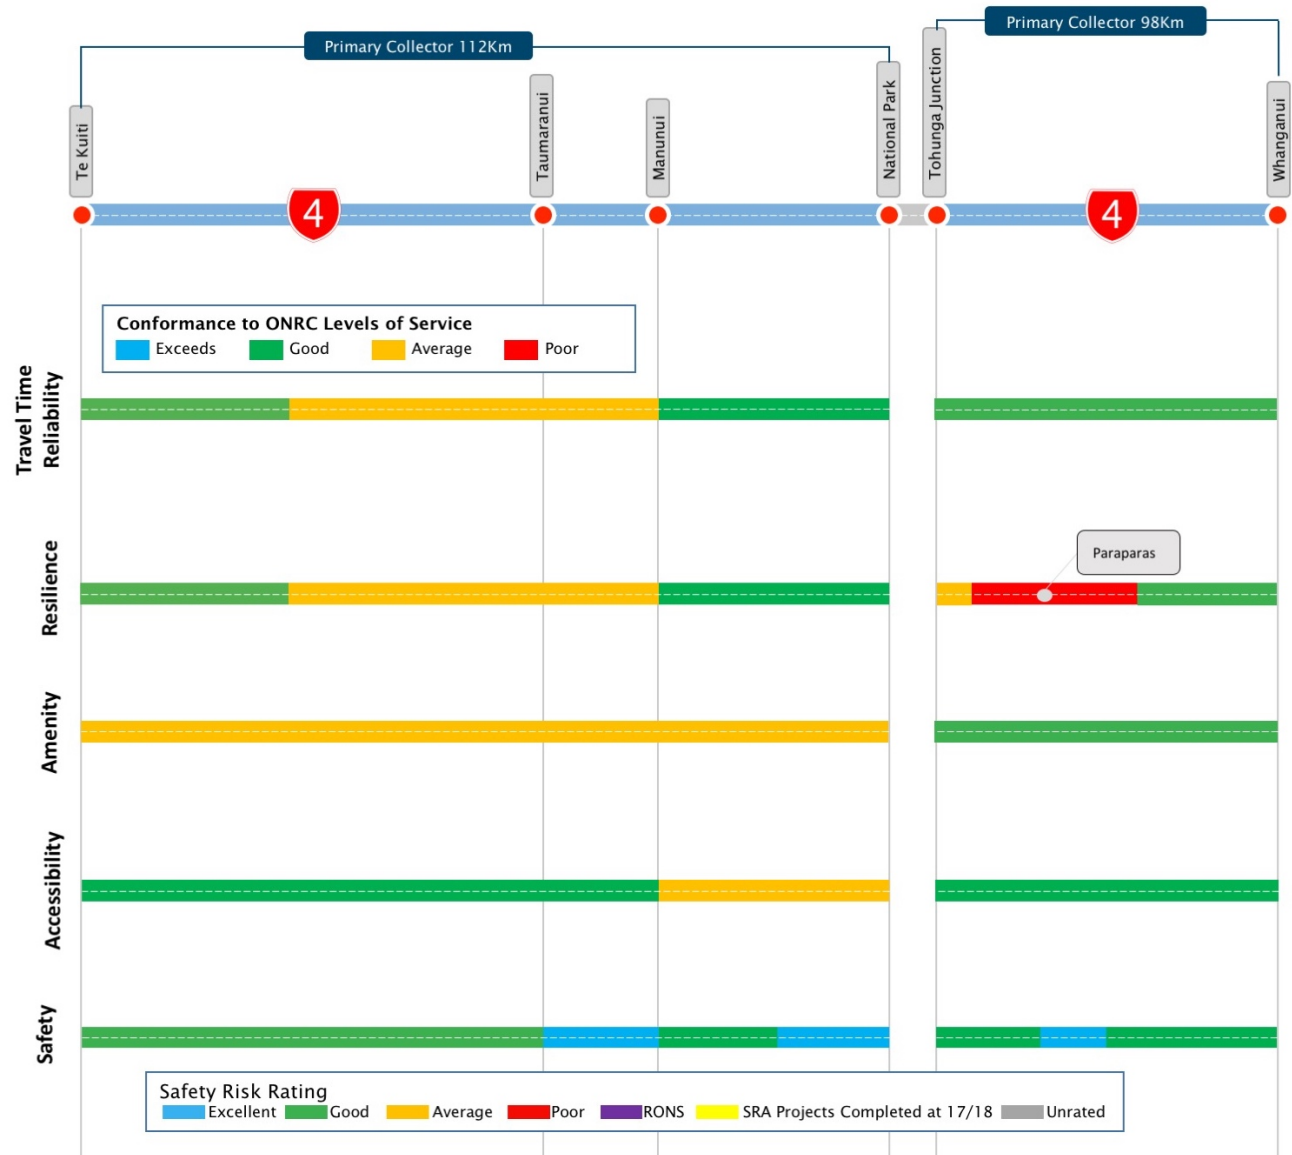 Primary Collector 98Km
Primary Collector 112Km
Te Kuiti
Taumaranui
Manunui
National Park
Tohunga Junction
Whanganui
4
4
Conformance to ONRC Levels of Service
Exceeds Good Average Poor
Travel Time
Reliability
Resilience
Paraparas
Amenity
Accessibility
Safety
Safety Risk Rating
Excellent Good Average Poor RONS SRA Projects Completed at 17/18 Unrated